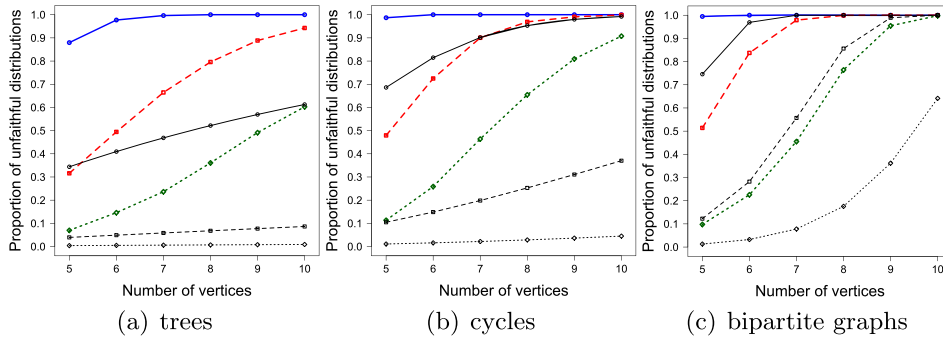 Proportion of unfaithful distributions
1.0
0.9
0.8
0.7
0.6
0.5
0.4
0.3
0.2
0.1
0.0
5 6 7 8 9 10
Number of vertices
(a) trees
Proportion of unfaithful distributions
1.0
0.9
0.8
0.7
0.6
0.5
0.4
0.3
0.2
0.1
0.0
5 6 7 8 9 10
Number of vertices
(b) cycles
Proportion of unfaithful distributions
1.0
0.9
0.8
0.7
0.6
0.5
0.4
0.3
0.2
0.1
0.0
5 6 7 8 9 10
Number of vertices
(c) bipartite graphs